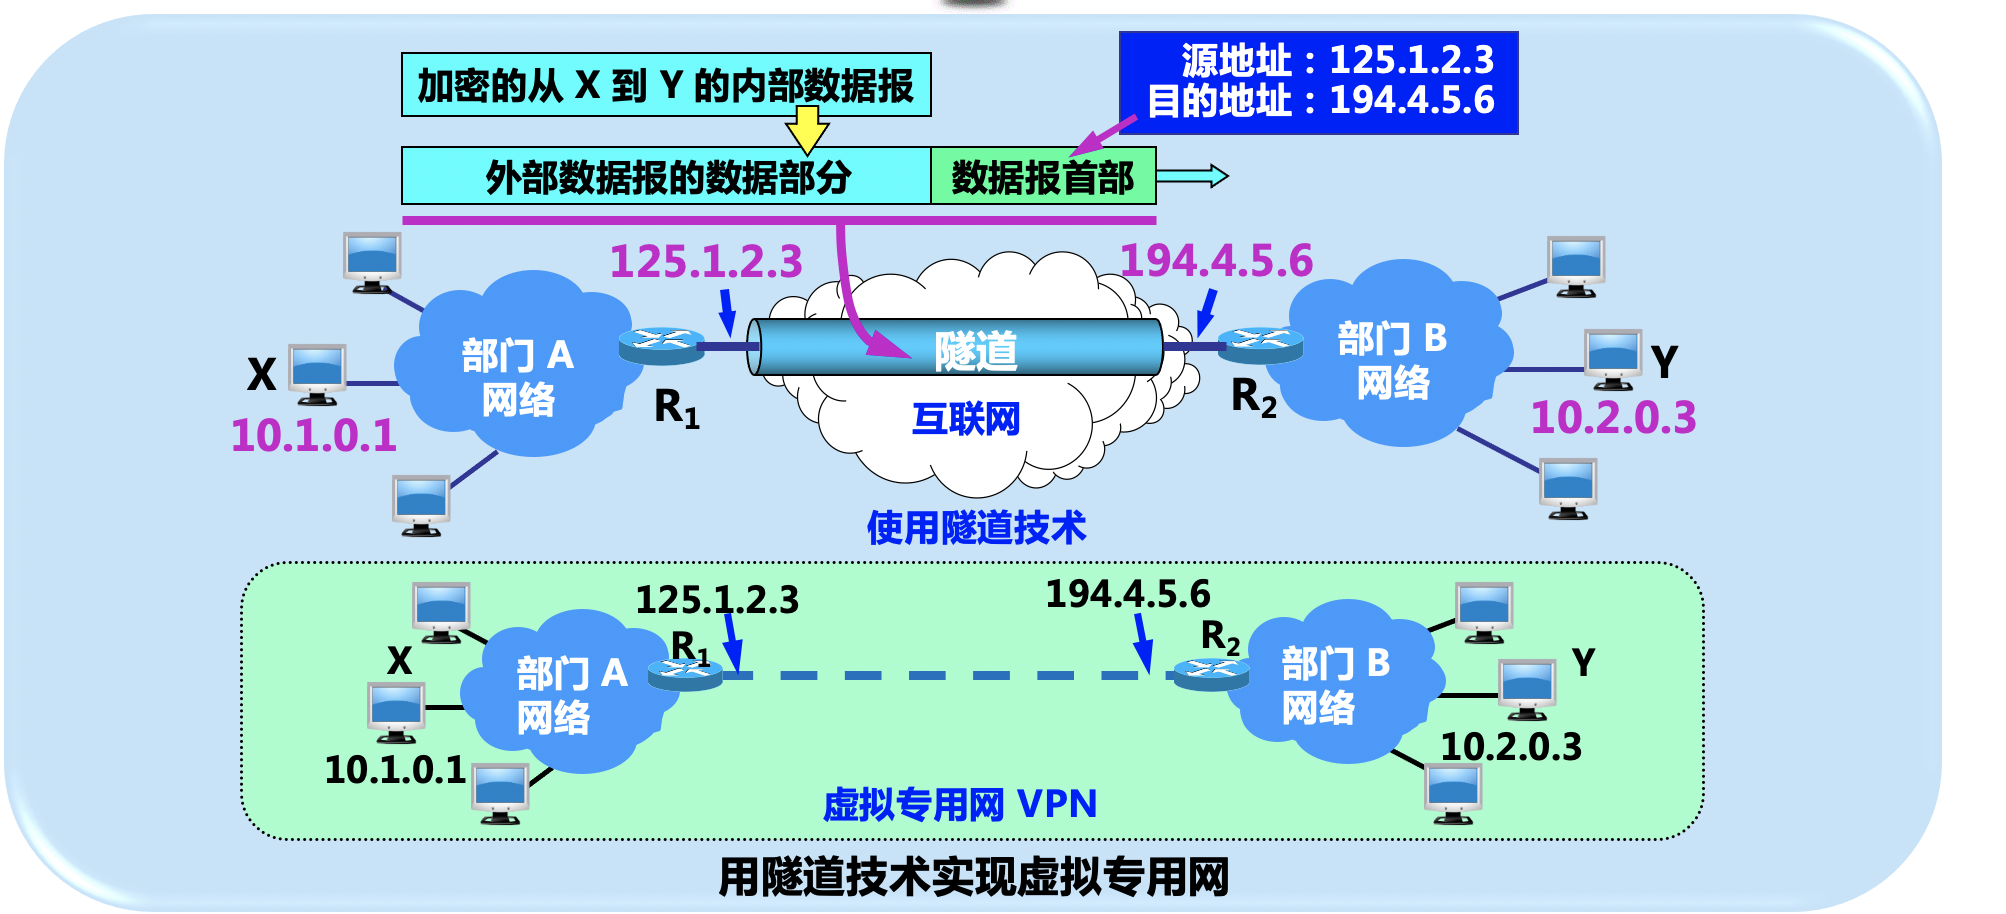 加密的从 X 到 Y 的内部数据报
源地址：125.1.2.3
目的地址：194.4.5.6
外部数据报的数据部分
数据报首部
125.1.2.3
194.4.5.6
隧道
部门 A
网络
部门 B
网络
X
Y
R1
R2
互联网
10.1.0.1
10.2.0.3
使用隧道技术
125.1.2.3
194.4.5.6
R1
R2
X
Y
部门 A
网络
部门 B
网络
10.1.0.1
10.2.0.3
虚拟专用网 VPN
用隧道技术实现虚拟专用网